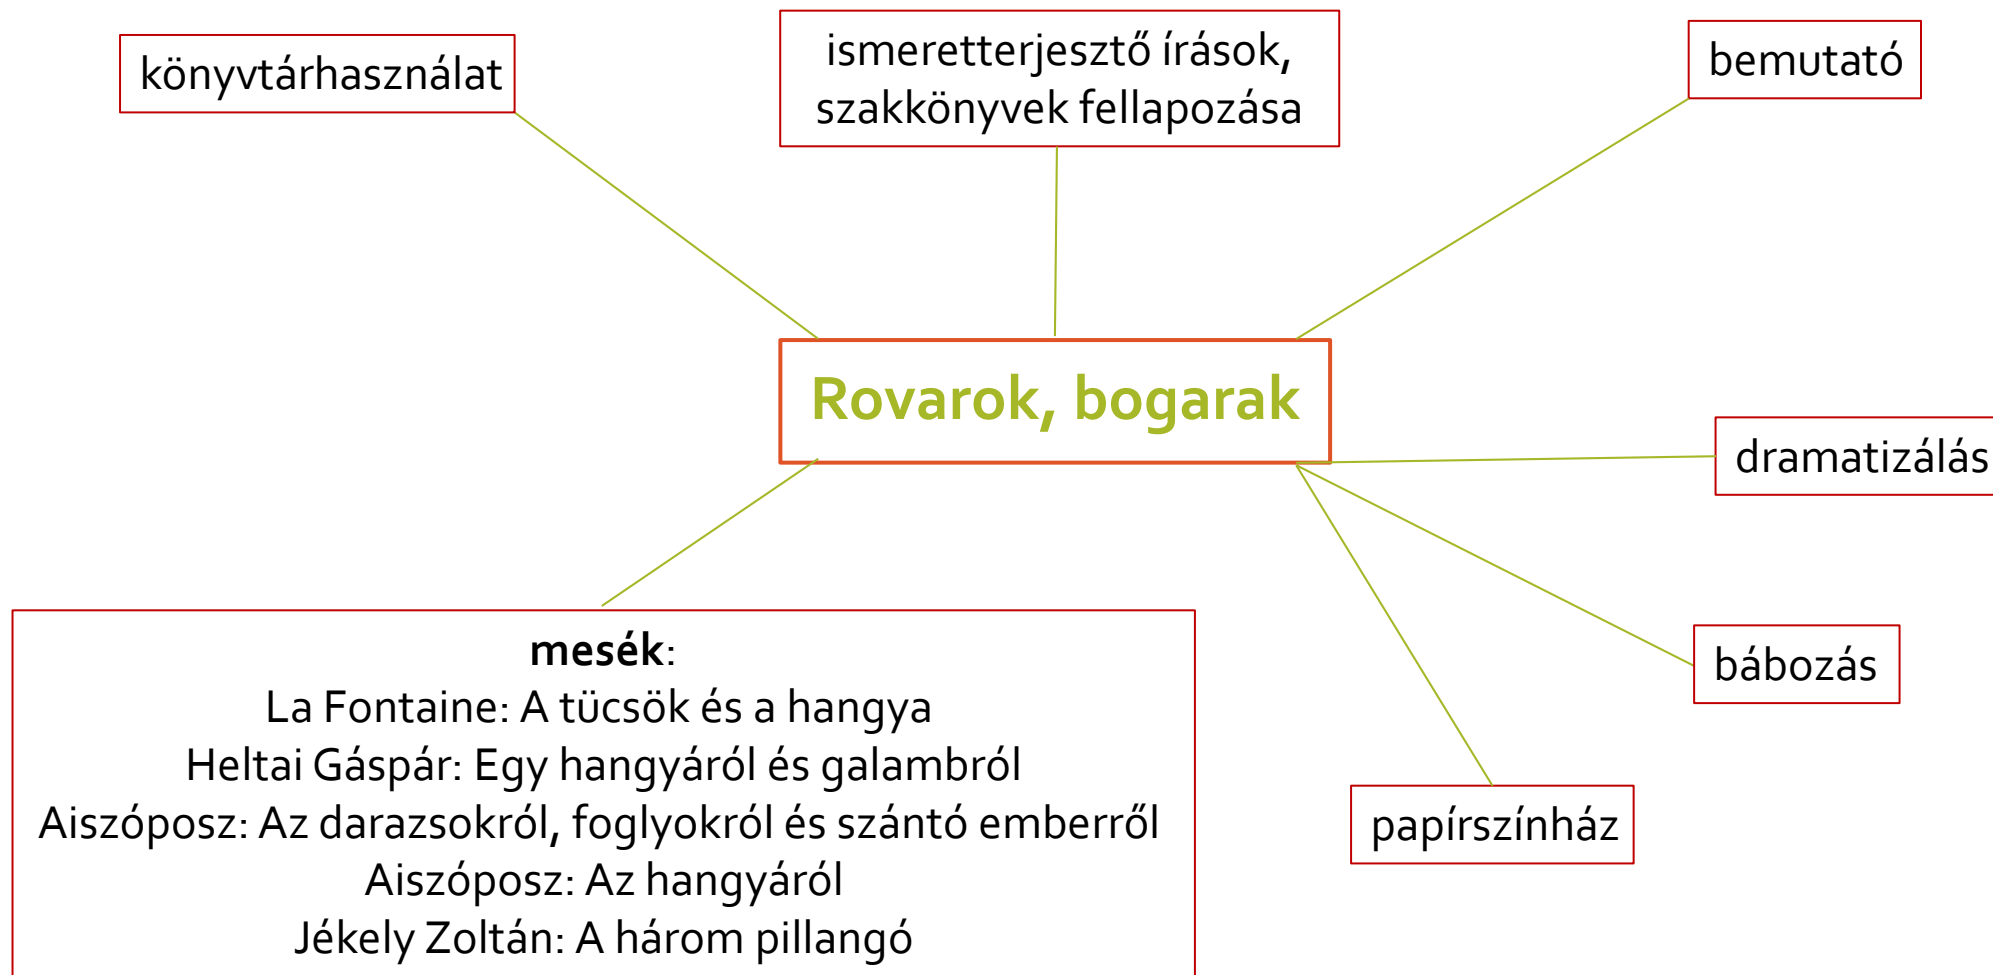 könyvtárhasználat
ismeretterjesztő írások,
szakkönyvek fellapozása
bemutató
Rovarok, bogarak
dramatizálás
bábozás
papírszínház
mesék:
La Fontaine: A tücsök és a hangya
Heltai Gáspár: Egy hangyáról és galambról
Aiszóposz: Az darazsokról, foglyokról és szántó emberről
Aiszóposz: Az hangyáról
Jékely Zoltán: A három pillangó